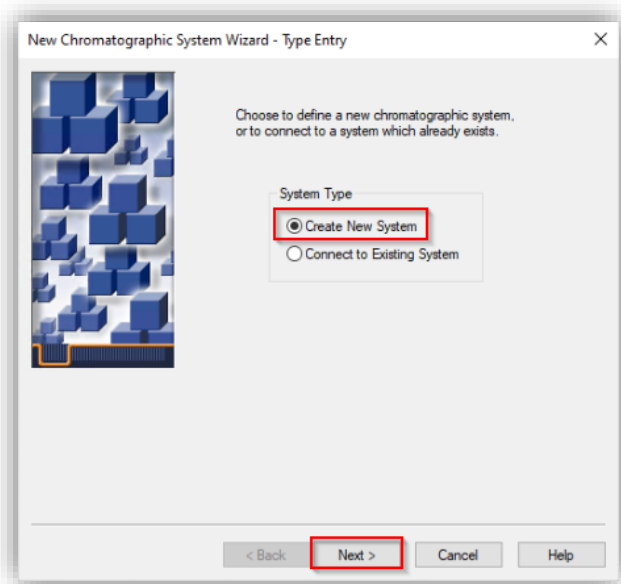 New Chromatographic System Wizard - Type Entry
Choose to define a new chromatographic system,
or to connect to a system which already exists.
System Type
Create New System
Connect to Existing System
< Back Next > Cancel Help